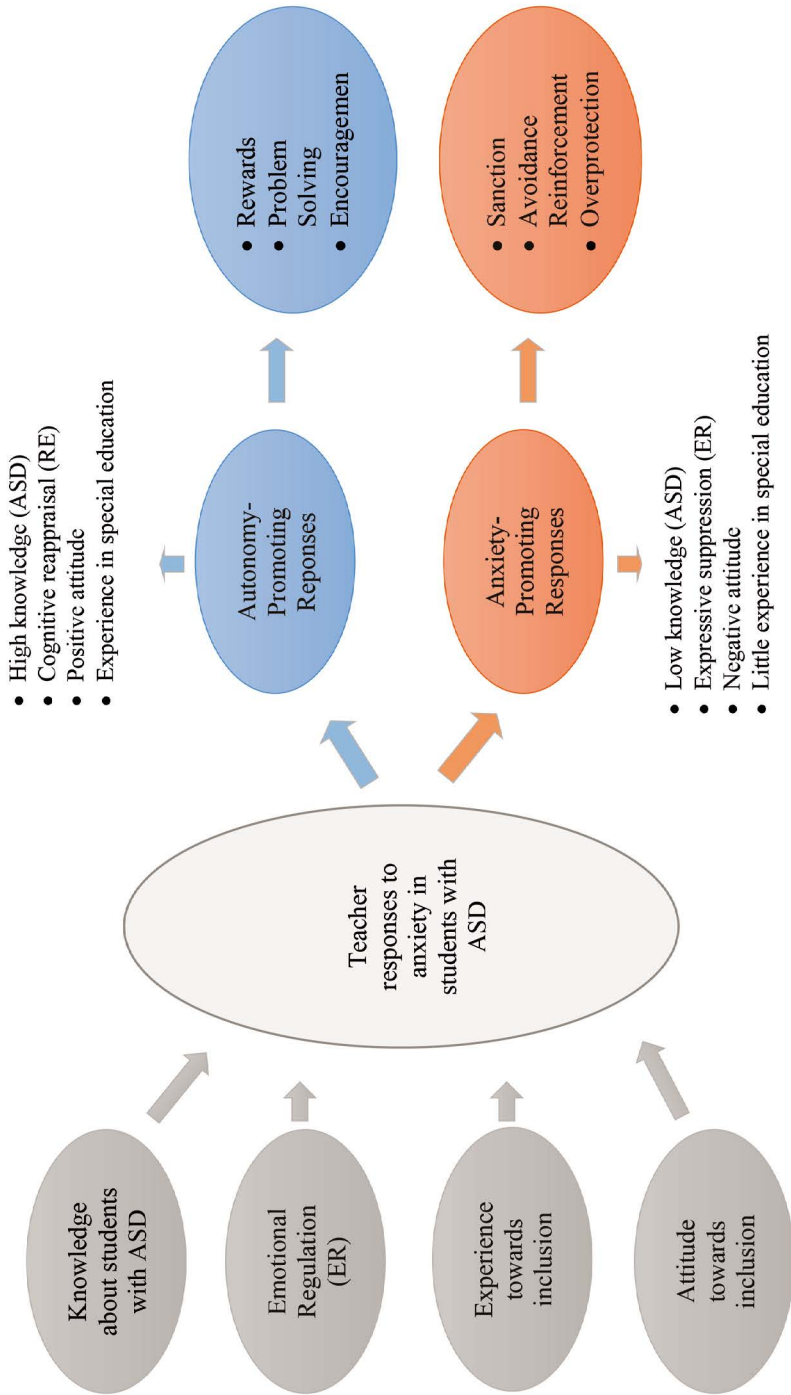 Knowledge
about students
with ASD
Emotional
Regulation
(ER)
Experience
towards
inclusion
Attitude
towards
inclusion
Teacher
responses to
anxiety in
students with
ASD
• High knowledge (ASD)
• Cognitive reappraisal (RE)
• Positive attitude
• Experience in special education
Autonomy-
Promoting
Reponses
• Rewards
• Problem
Solving
• Encouragemen
Anxiety-
Promoting
Responses
• Sanction
• Avoidance
Reinforcement
• Overprotection
• Low knowledge (ASD)
• Expressive suppression (ER)
• Negative attitude
• Little experience in special education